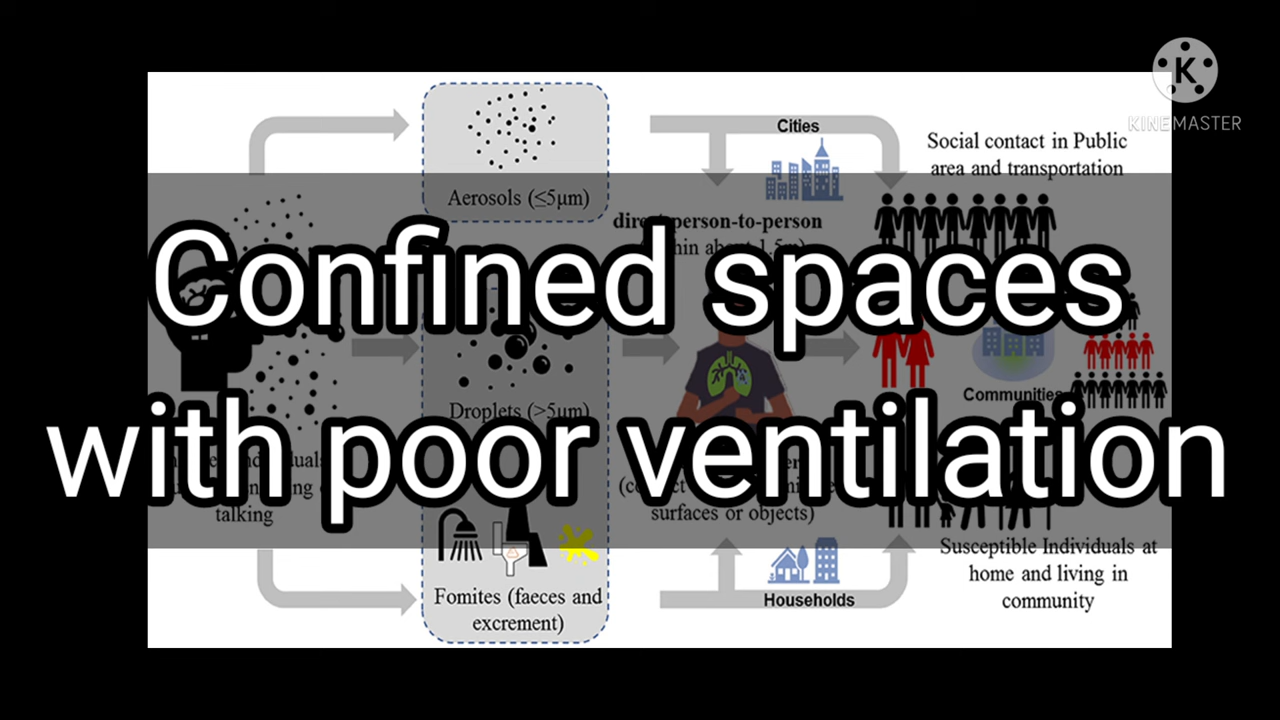 K
KINEMASTER
Cities
Social contact in Public
area and transportation
Aerosols (≤5μm)
person-to-person
Confined spaces
Droplets (>5μm)
Communities
with poor ventilation
talking
surfaces or objects)
Susceptible Individuals at
home and living in
community
Fomites (faeces and
excrement)
Households